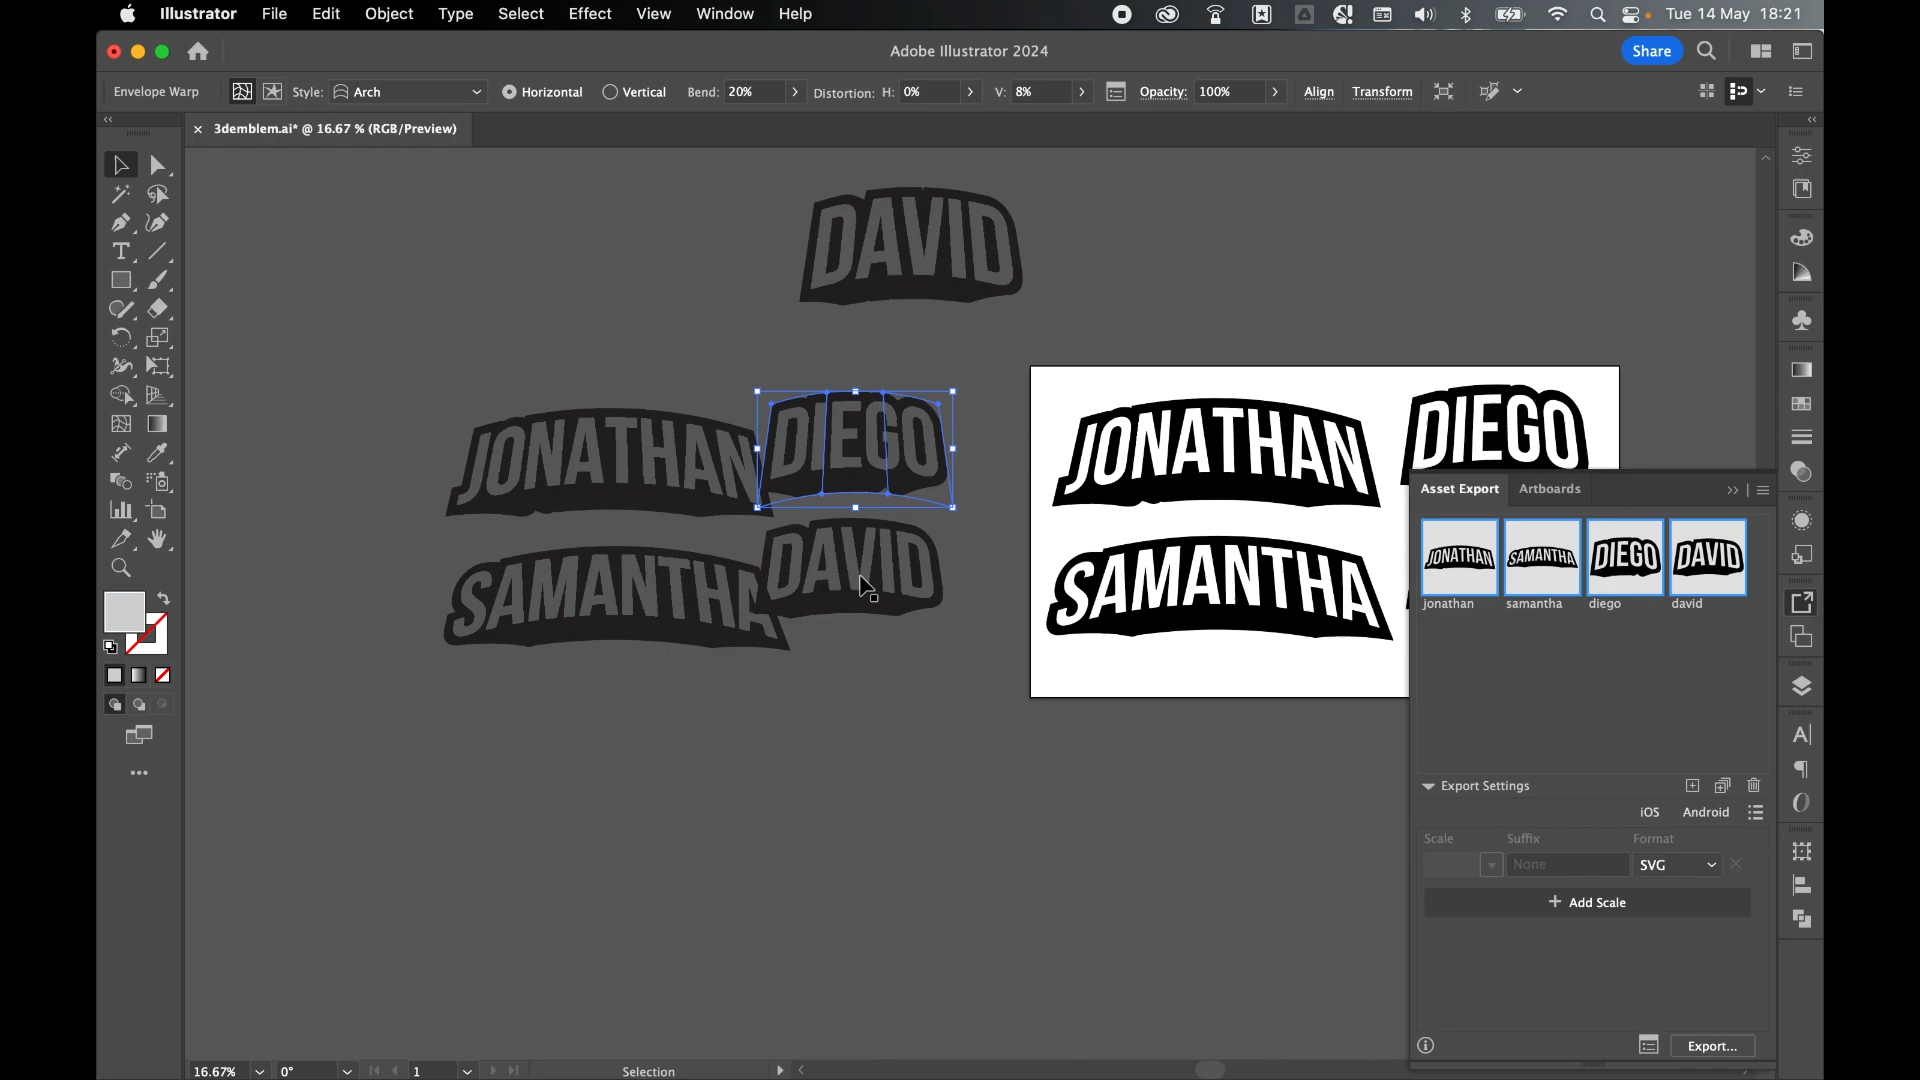 Illustrator File Edit Object Type Select Effect View Window Help
Tue 14 May 18:21
Adobe Illustrator 2024
Share
Envelope Warp
Style: Arch
Horizontal Vertical
Bend: 20%
Distortion: H: 0% V: 8%
Opacity: 100%
Align Transform
3demblem.ai* @ 16.67 % (RGB/Preview)
DAVID
JONATHAN
DIEGO
SAMANTHA
DAVID
JONATHAN
DIEGO
SAMANTHA
Asset Export Artboards
JONATHAN SAMANTHA DIEGO DAVID
jonathan samantha diego david
Export Settings
iOS Android
Scale Suffix Format
None SVG
+ Add Scale
Export...
16.67% 0° 1 Selection